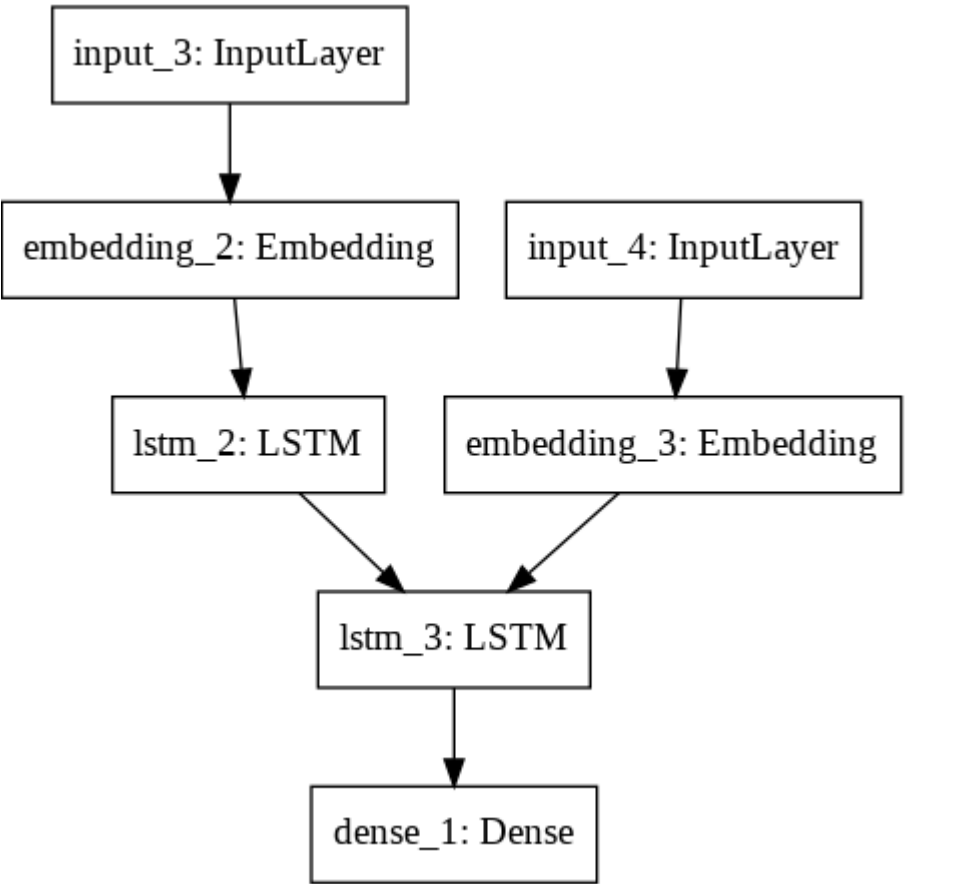 input_3: InputLayer
embedding_2: Embedding
input_4: InputLayer
lstm_2: LSTM
embedding_3: Embedding
lstm_3: LSTM
dense_1: Dense